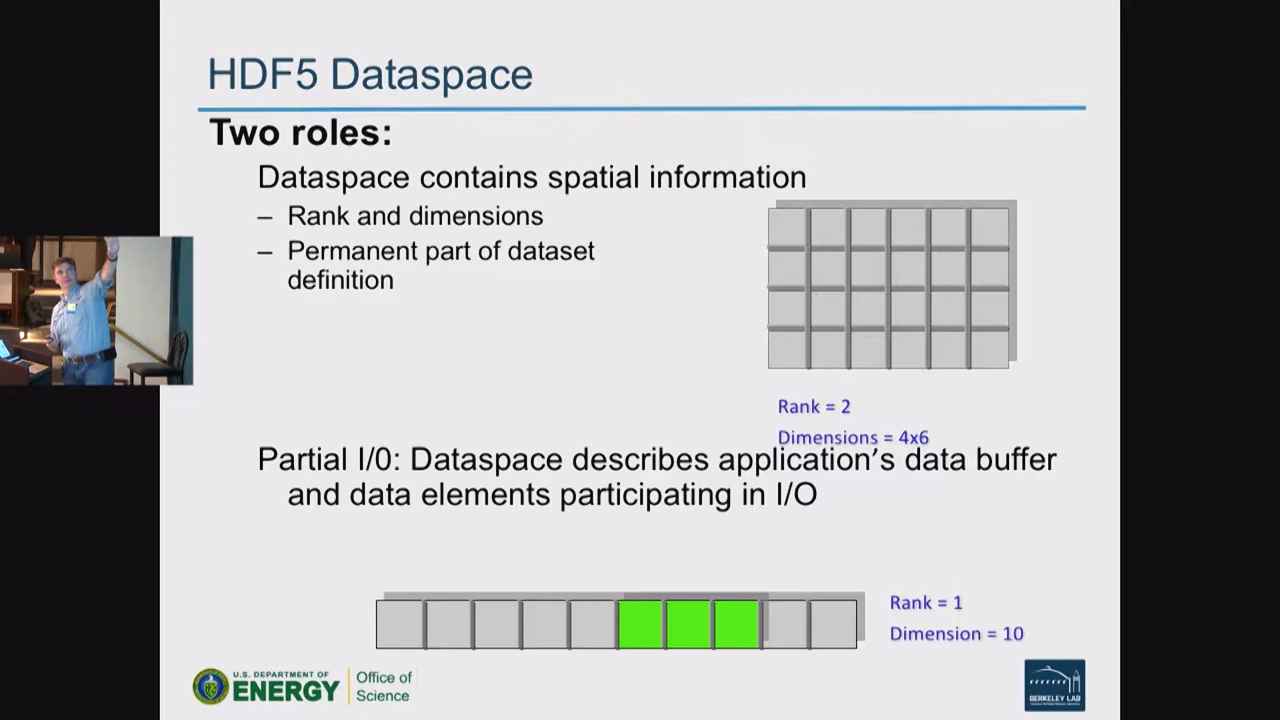 HDF5 Dataspace
Two roles:
Dataspace contains spatial information
– Rank and dimensions
– Permanent part of dataset
definition
Rank = 2
Dimensions = 4x6
Partial I/0: Dataspace describes application’s data buffer
and data elements participating in I/O
Rank = 1
Dimension = 10
U.S. DEPARTMENT OF
ENERGY
Office of
Science
BERKELEY LAB